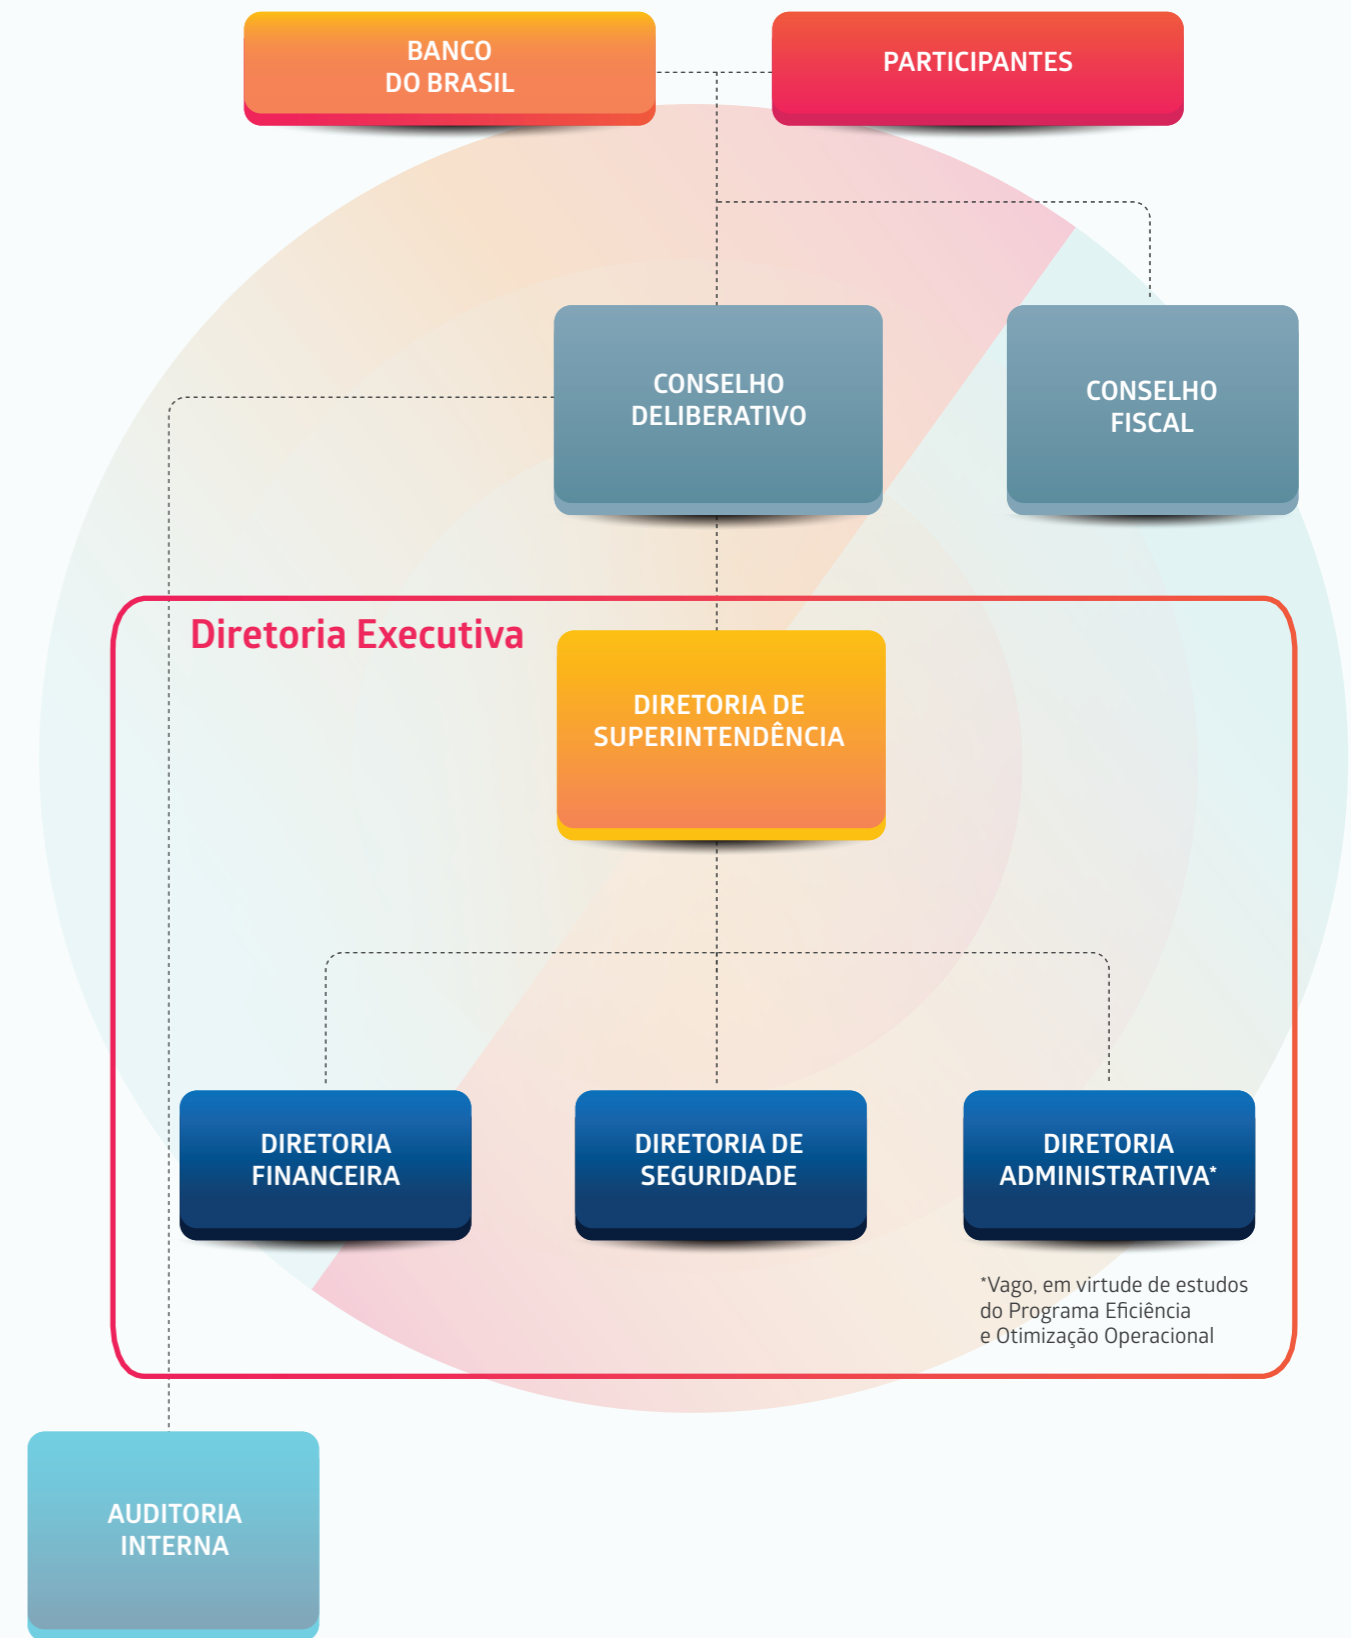 BANCO
DO BRASIL
PARTICIPANTES
CONSELHO
DELIBERATIVO
CONSELHO
FISCAL
Diretoria Executiva
DIRETORIA DE
SUPERINTENDÊNCIA
DIRETORIA
FINANCEIRA
DIRETORIA DE
SEGURIDADE
DIRETORIA
ADMINISTRATIVA*
*Vago, em virtude de estudos
do Programa Eficiência
e Otimização Operacional
AUDITORIA
INTERNA